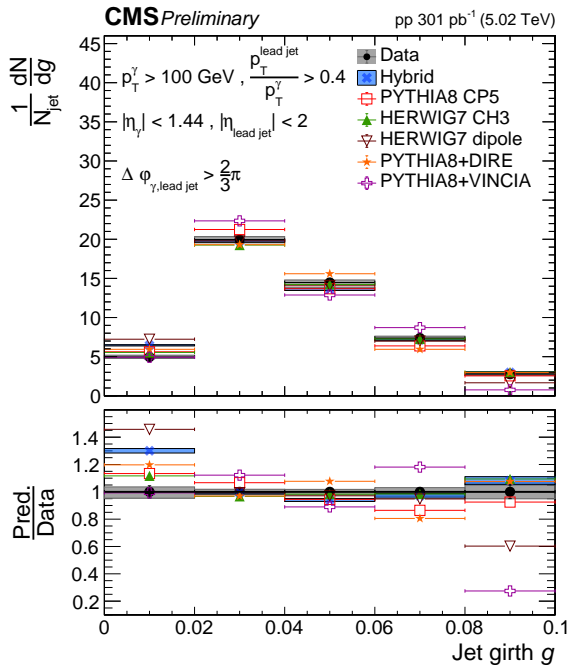 CMS Preliminary
pp 301 pb⁻¹ (5.02 TeV)
1/N_jet dN/dg
45
40
35
30
25
20
15
10
5
0
p_T^γ > 100 GeV , p_T^lead jet / p_T^γ > 0.4
|η_γ| < 1.44 , |η_lead jet| < 2
Δ φ_γ,lead jet > 2/3 π
Data
Hybrid
PYTHIA8 CP5
HERWIG7 CH3
HERWIG7 dipole
PYTHIA8+DIRE
PYTHIA8+VINCIA
Pred./Data
1.4
1.2
1
0.8
0.6
0.4
0.2
0 0.02 0.04 0.06 0.08 0.1
Jet girth g